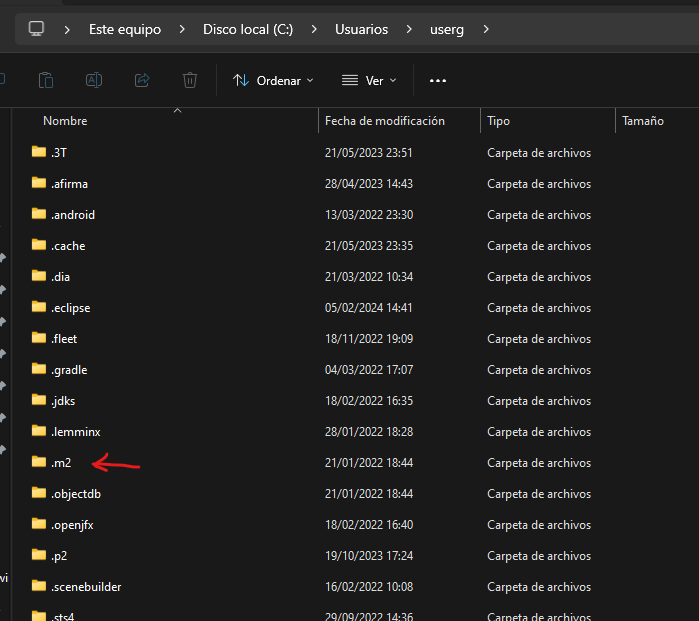 Este equipo > Disco local (C:) > Usuarios > userg >
Ordenar Ver
Nombre Fecha de modificación Tipo Tamaño
.3T 21/05/2023 23:51 Carpeta de archivos
.afirma 28/04/2023 14:43 Carpeta de archivos
.android 13/03/2022 23:30 Carpeta de archivos
.cache 21/05/2023 23:35 Carpeta de archivos
.dia 21/03/2022 10:34 Carpeta de archivos
.eclipse 05/02/2024 14:41 Carpeta de archivos
.fleet 18/11/2022 19:09 Carpeta de archivos
.gradle 04/03/2022 17:07 Carpeta de archivos
.jdks 18/02/2022 16:35 Carpeta de archivos
.lemminx 28/01/2022 18:28 Carpeta de archivos
.m2 21/01/2022 18:44 Carpeta de archivos
.objectdb 21/01/2022 18:44 Carpeta de archivos
.openjfx 18/02/2022 16:40 Carpeta de archivos
.p2 19/10/2023 17:24 Carpeta de archivos
wi
.scenebuilder 16/02/2022 10:08 Carpeta de archivos
.sts4 29/09/2022 14:36 Carpeta de archivos